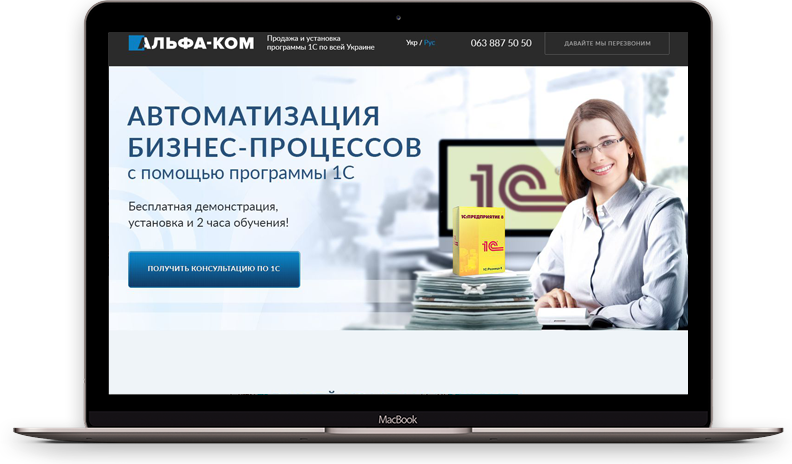 АЛЬФА-КОМ
Продажа и установка
программы 1С по всей Украине
Укр / Рус
063 887 50 50
ДАВАЙТЕ МЫ ПЕРЕЗВОНИМ
АВТОМАТИЗАЦИЯ
БИЗНЕС-ПРОЦЕССОВ
с помощью программы 1С
Бесплатная демонстрация,
установка и 2 часа обучения!
ПОЛУЧИТЬ КОНСУЛЬТАЦИЮ ПО 1С
1С
1С:ПРЕДПРИЯТИЕ 8
1С
MacBook